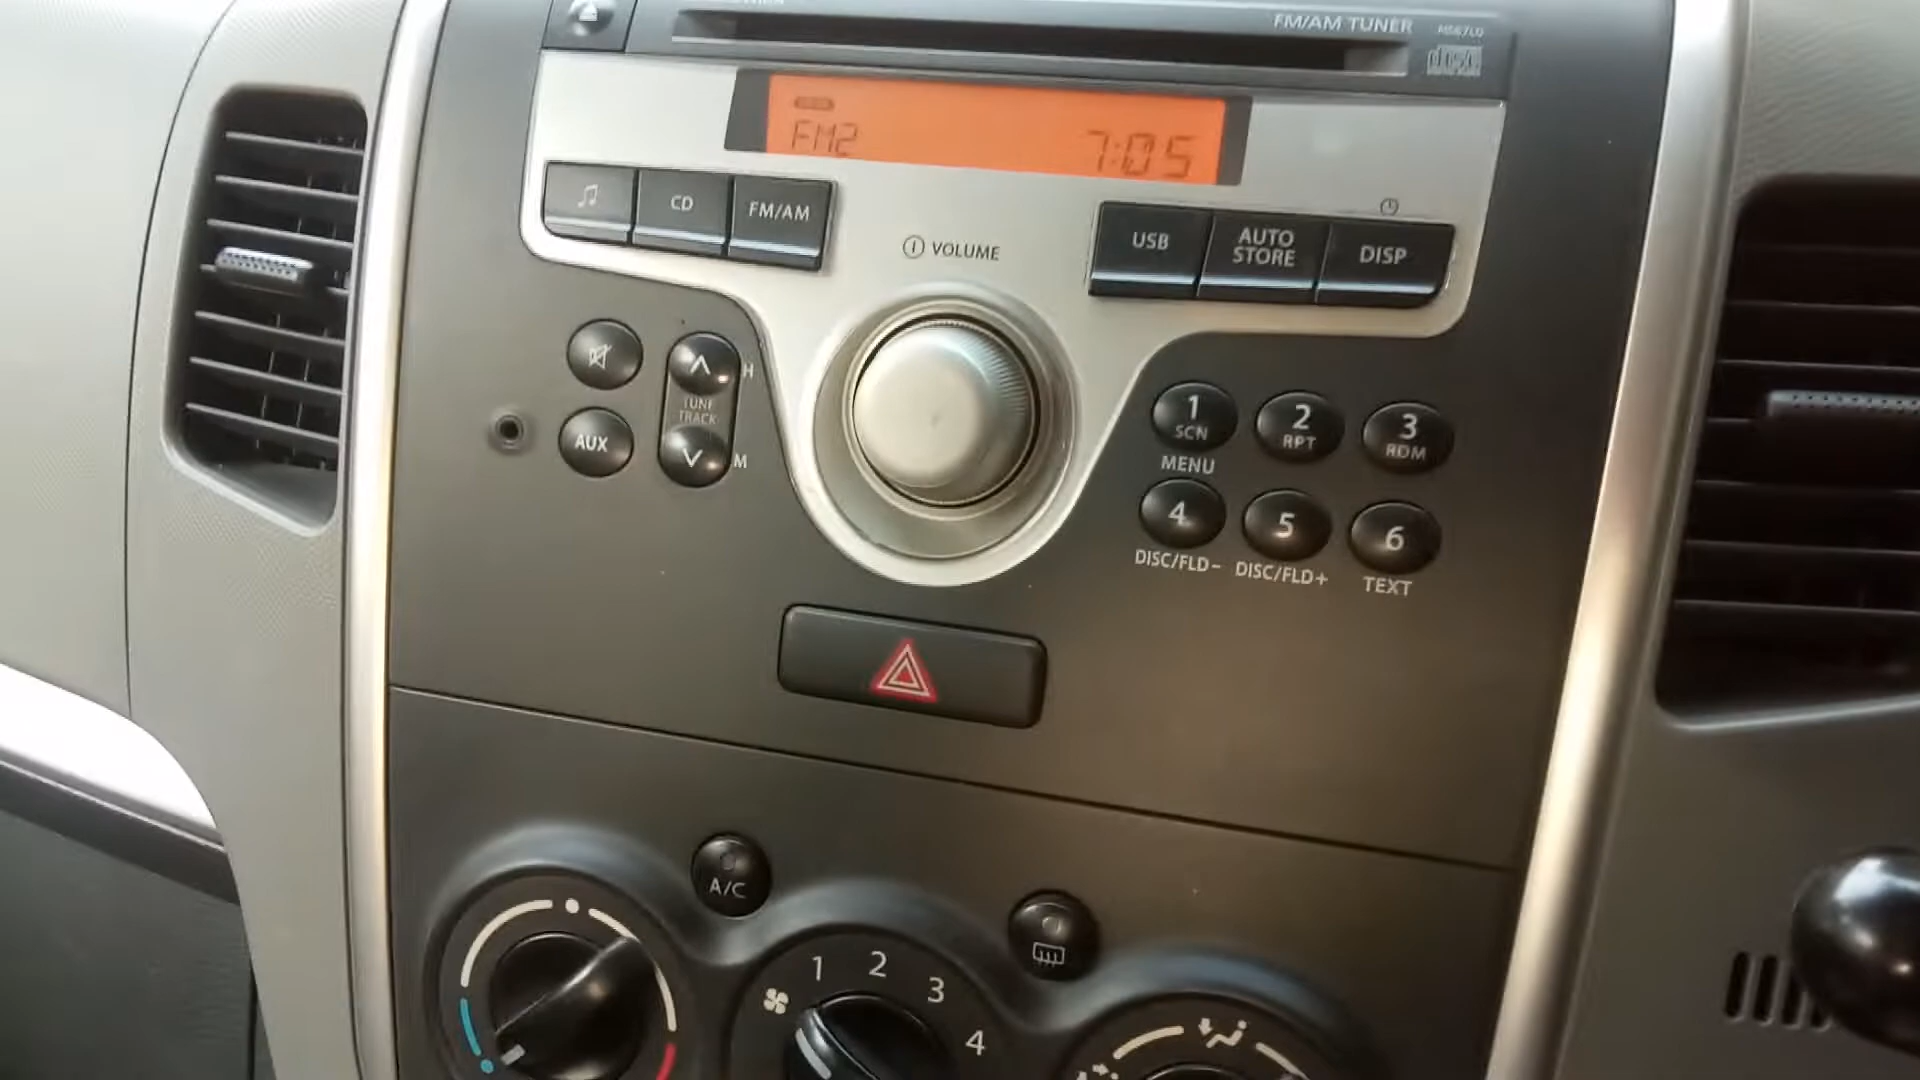 FM/AM TUNER
disc
FM2 7:05
CD
FM/AM
VOLUME
USB
AUTO
STORE
DISP
H
TUNE
TRACK
AUX
M
1
SCN
2
RPT
3
RDM
MENU
4
5
6
DISC/FLD-
DISC/FLD+
TEXT
A/C
1
2
3
4